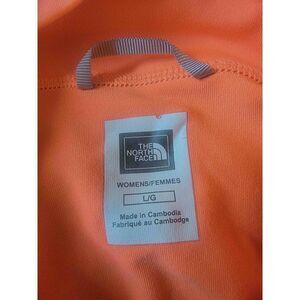 THE
NORTH
FACE
WOMENS/FEMMES
L/G
Made in Cambodia
Fabriqué au Cambodge